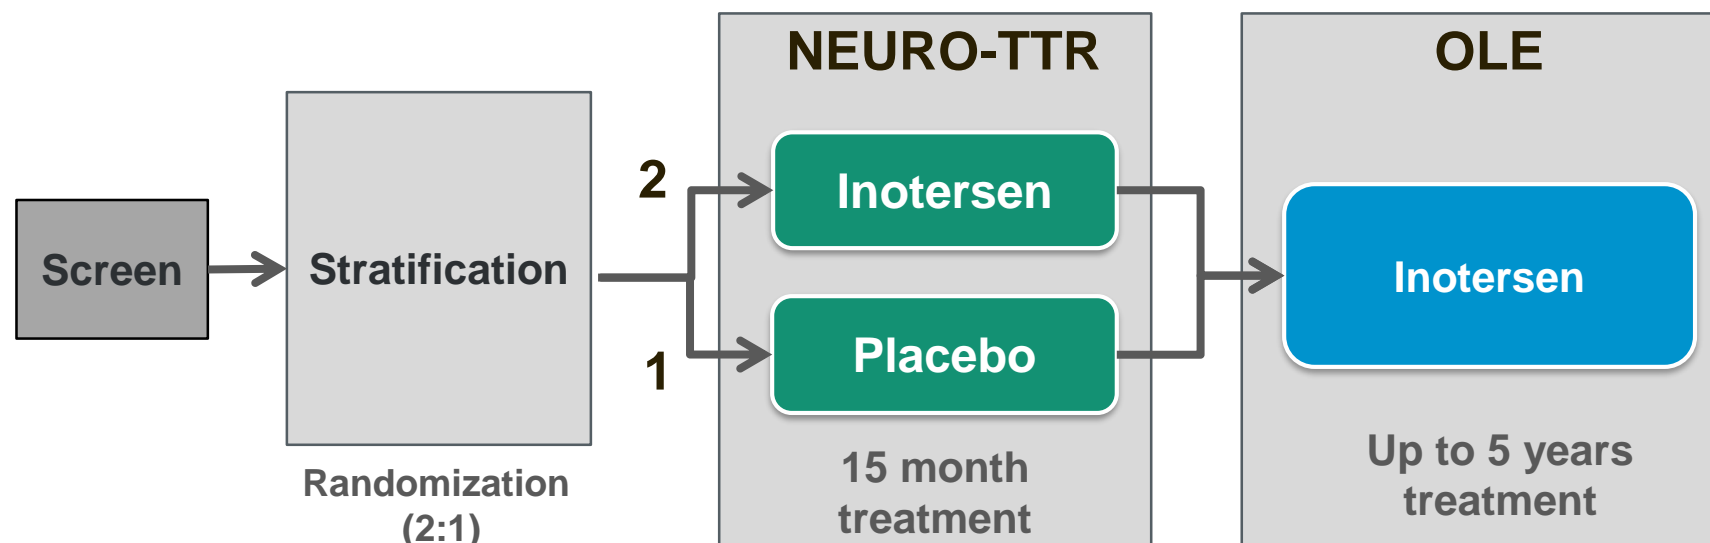 Screen
Stratification
Randomization
(2:1)
2
1
NEURO-TTR
Inotersen
Placebo
15 month
treatment
OLE
Inotersen
Up to 5 years
treatment